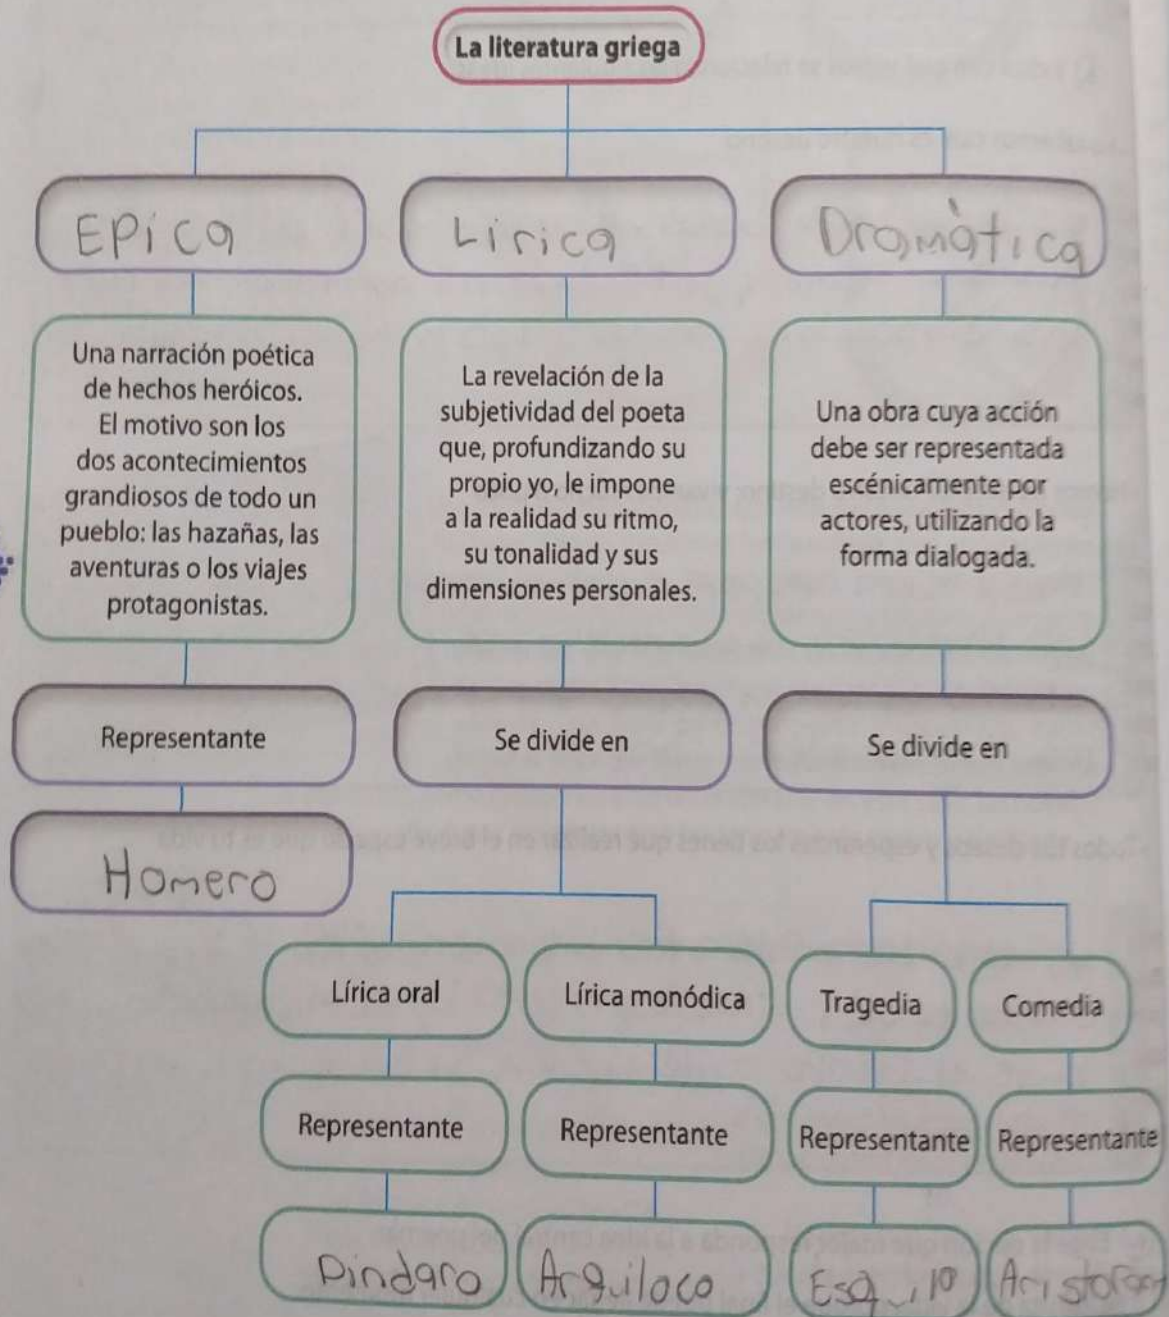 La literatura griega
Epica
Lirica
Dramàtica
Una narración poética
de hechos heróicos.
El motivo son los
dos acontecimientos
grandiosos de todo un
pueblo: las hazañas, las
aventuras o los viajes
protagonistas.
La revelación de la
subjetividad del poeta
que, profundizando su
propio yo, le impone
a la realidad su ritmo,
su tonalidad y sus
dimensiones personales.
Una obra cuya acción
debe ser representada
escénicamente por
actores, utilizando la
forma dialogada.
Representante
Se divide en
Se divide en
Homero
Lírica oral
Lírica monódica
Tragedia
Comedia
Representante
Representante
Representante
Representante
Pindaro
Arquiloco
Esquilo